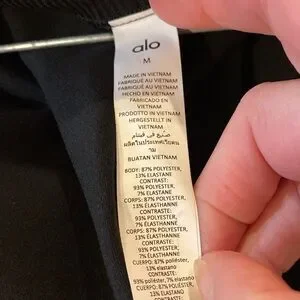 alo
M
MADE IN VIETNAM
FABRIQUÉ AU VIETNAM
FABRIQUÉ AU VIETNAM
HECHO EN VIETNAM
FABRICADO EN
VIETNAM
PRODOTTO IN VIETNAM
HERGESTELLT IN
VIETNAM
صنع في فيتنام
ผลิตในประเทศเวียดน
าม
BUATAN VIETNAM
BODY: 87% POLYESTER,
13% ELASTANE
CONTRAST:
93% POLYESTER,
7% ELASTANE
CORPS: 87% POLYESTER,
13% ÉLASTHANNE
CONTRASTE:
93% POLYESTER,
7% ÉLASTHANNE
CORPS: 87% POLYESTER,
13% ÉLASTHANNE
CONTRASTE:
93% POLYESTER,
7% ÉLASTHANNE
CUERPO: 87% poliéster,
13% elastano
CONTRASTE:
93% poliéster, 7%
elastano
CUERPO: 87% poliéster,